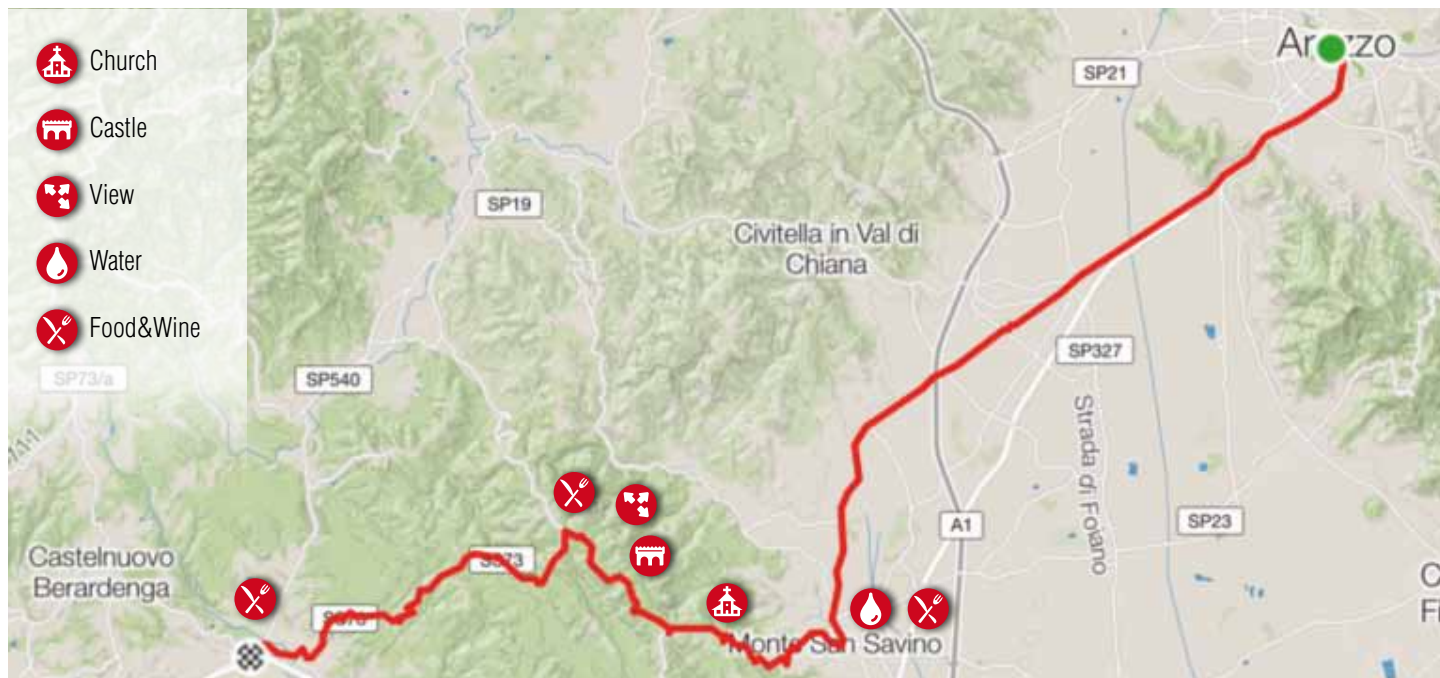 Church
Castle
View
Water
Food&Wine
SP73/a
SP540
SP19
SP21
Civitella in Val di
Chiana
SP327
Strada di Foiano
A1
SP23
Castelnuovo
Berardenga
Monte San Savino